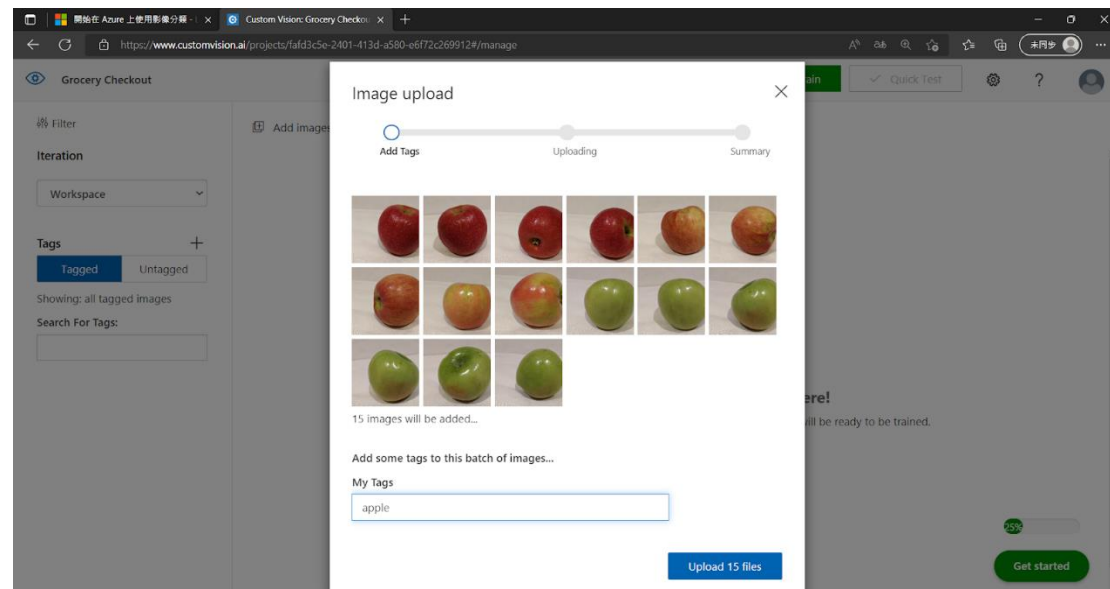 開始在 Azure 上使用影像分類 -
Custom Vision: Grocery Checkou
https://www.customvision.ai/projects/fafd3c5e-2401-413d-a580-e6f72c269912#/manage
未同步
Grocery Checkout
ain
Quick Test
?
Filter
Iteration
Workspace
Tags
Tagged
Untagged
Showing: all tagged images
Search For Tags:
Add images
Image upload
Add Tags
Uploading
Summary
15 images will be added...
Add some tags to this batch of images...
My Tags
apple
Upload 15 files
ere!
ill be ready to be trained.
25%
Get started